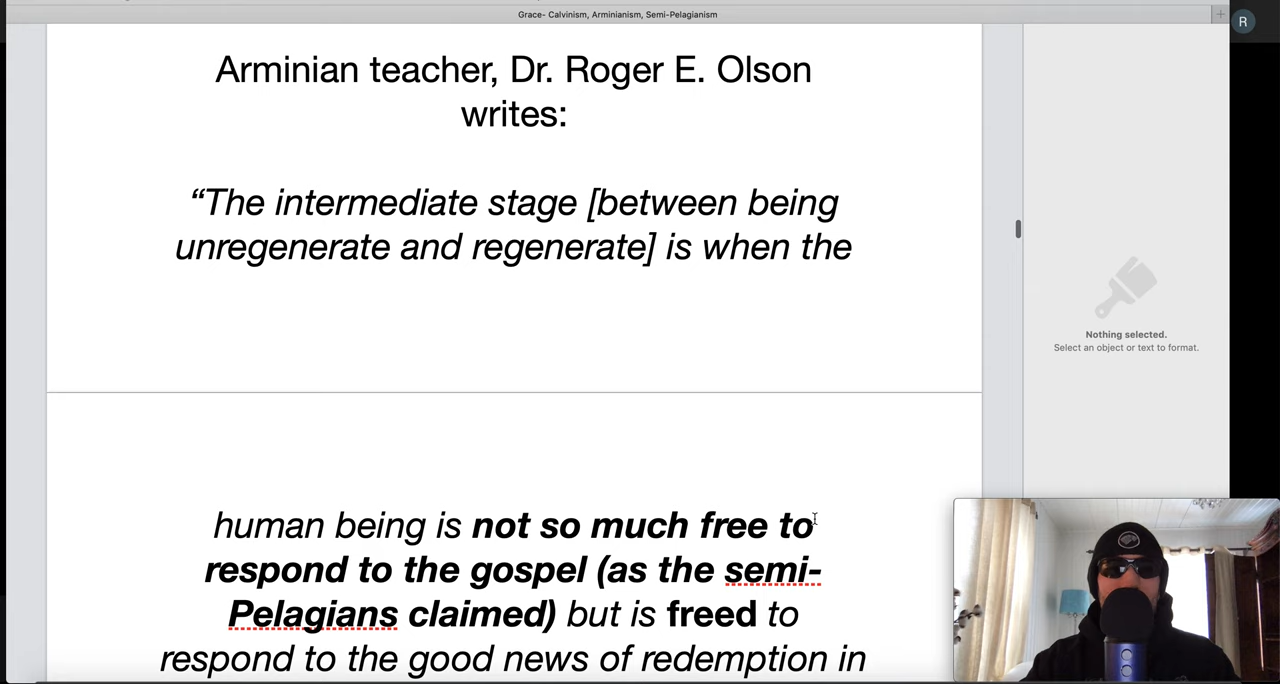 Grace- Calvinism, Arminianism, Semi-Pelagianism
R
Arminian teacher, Dr. Roger E. Olson
writes:
“The intermediate stage [between being
unregenerate and regenerate] is when the
Nothing selected.
Select an object or text to format.
human being is not so much free to
respond to the gospel (as the semi-
Pelagians claimed) but is freed to
respond to the good news of redemption in